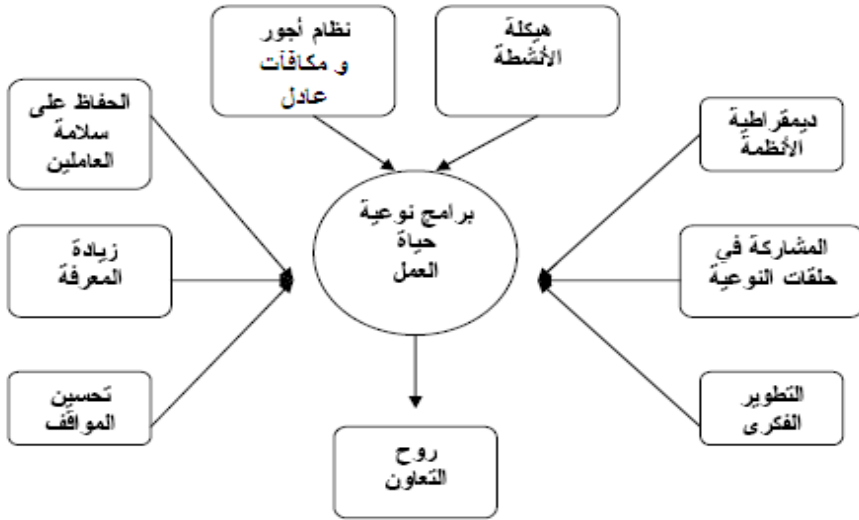 هيكلة
الأنشطة
نظام أجور
و مكافآت
عادل
ديمقراطية
الأنظمة
الحفاظ على
سلامة
العاملين
برامج نوعية
حياة
العمل
المشاركة في
حلقات النوعية
زيادة
المعرفة
التطوير
الفكرى
تحسين
المواقف
روح
التعاون